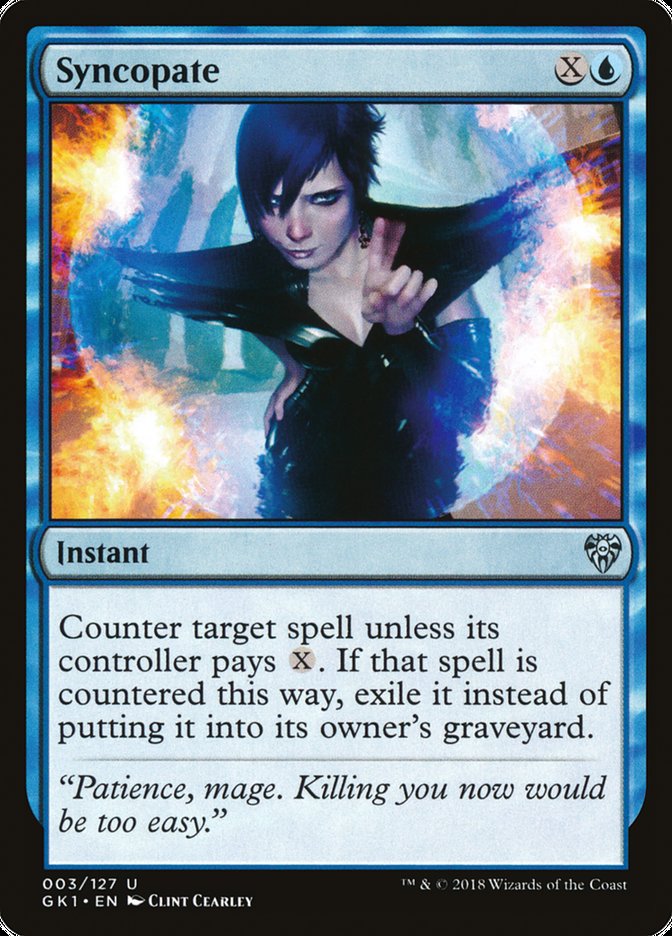 Syncopate X
Instant
Counter target spell unless its
controller pays X. If that spell is
countered this way, exile it instead of
putting it into its owner's graveyard.
“Patience, mage. Killing you now would
be too easy.”
003/127 U
GK1 • EN Clint Cearley
™ & © 2018 Wizards of the Coast